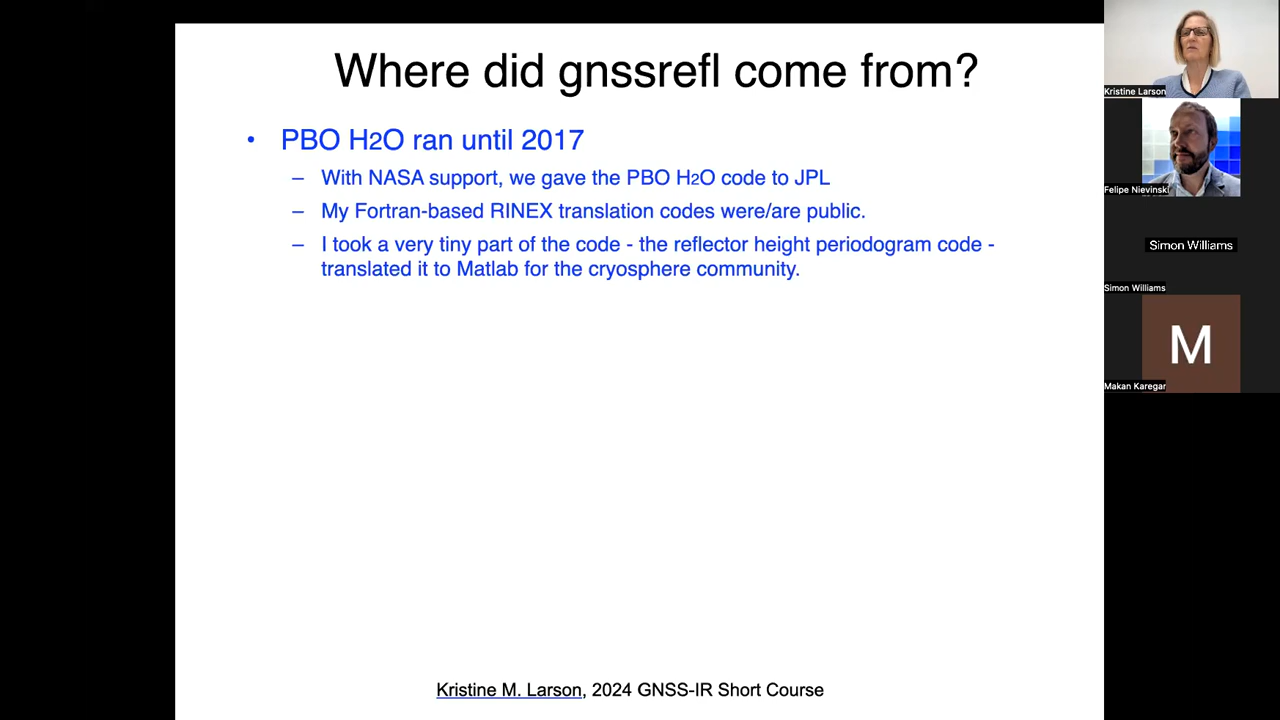 Where did gnssrefl come from?
• PBO H2O ran until 2017
– With NASA support, we gave the PBO H2O code to JPL
– My Fortran-based RINEX translation codes were/are public.
– I took a very tiny part of the code - the reflector height periodogram code -
translated it to Matlab for the cryosphere community.
Kristine M. Larson, 2024 GNSS-IR Short Course
Kristine Larson
Felipe Nievinski
Simon Williams
Simon Williams
M
Makan Karegar